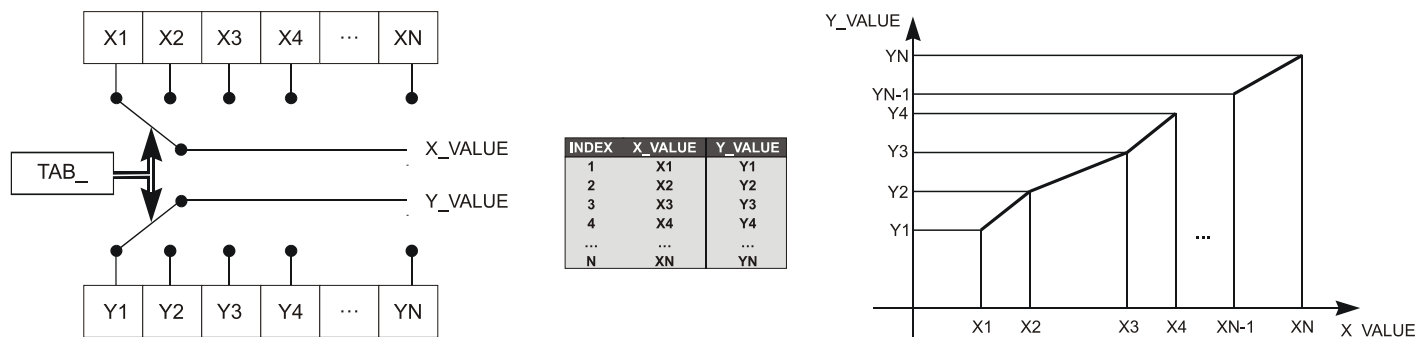 X1 X2 X3 X4 ... XN
X_VALUE
TAB_
Y_VALUE
Y1 Y2 Y3 Y4 ... YN
INDEX X_VALUE Y_VALUE
1 X1 Y1
2 X2 Y2
3 X3 Y3
4 X4 Y4
... ... ...
N XN YN
Y_VALUE
YN
YN-1
Y4
Y3
Y2
Y1
...
X1 X2 X3 X4 XN-1 XN X_VALUE